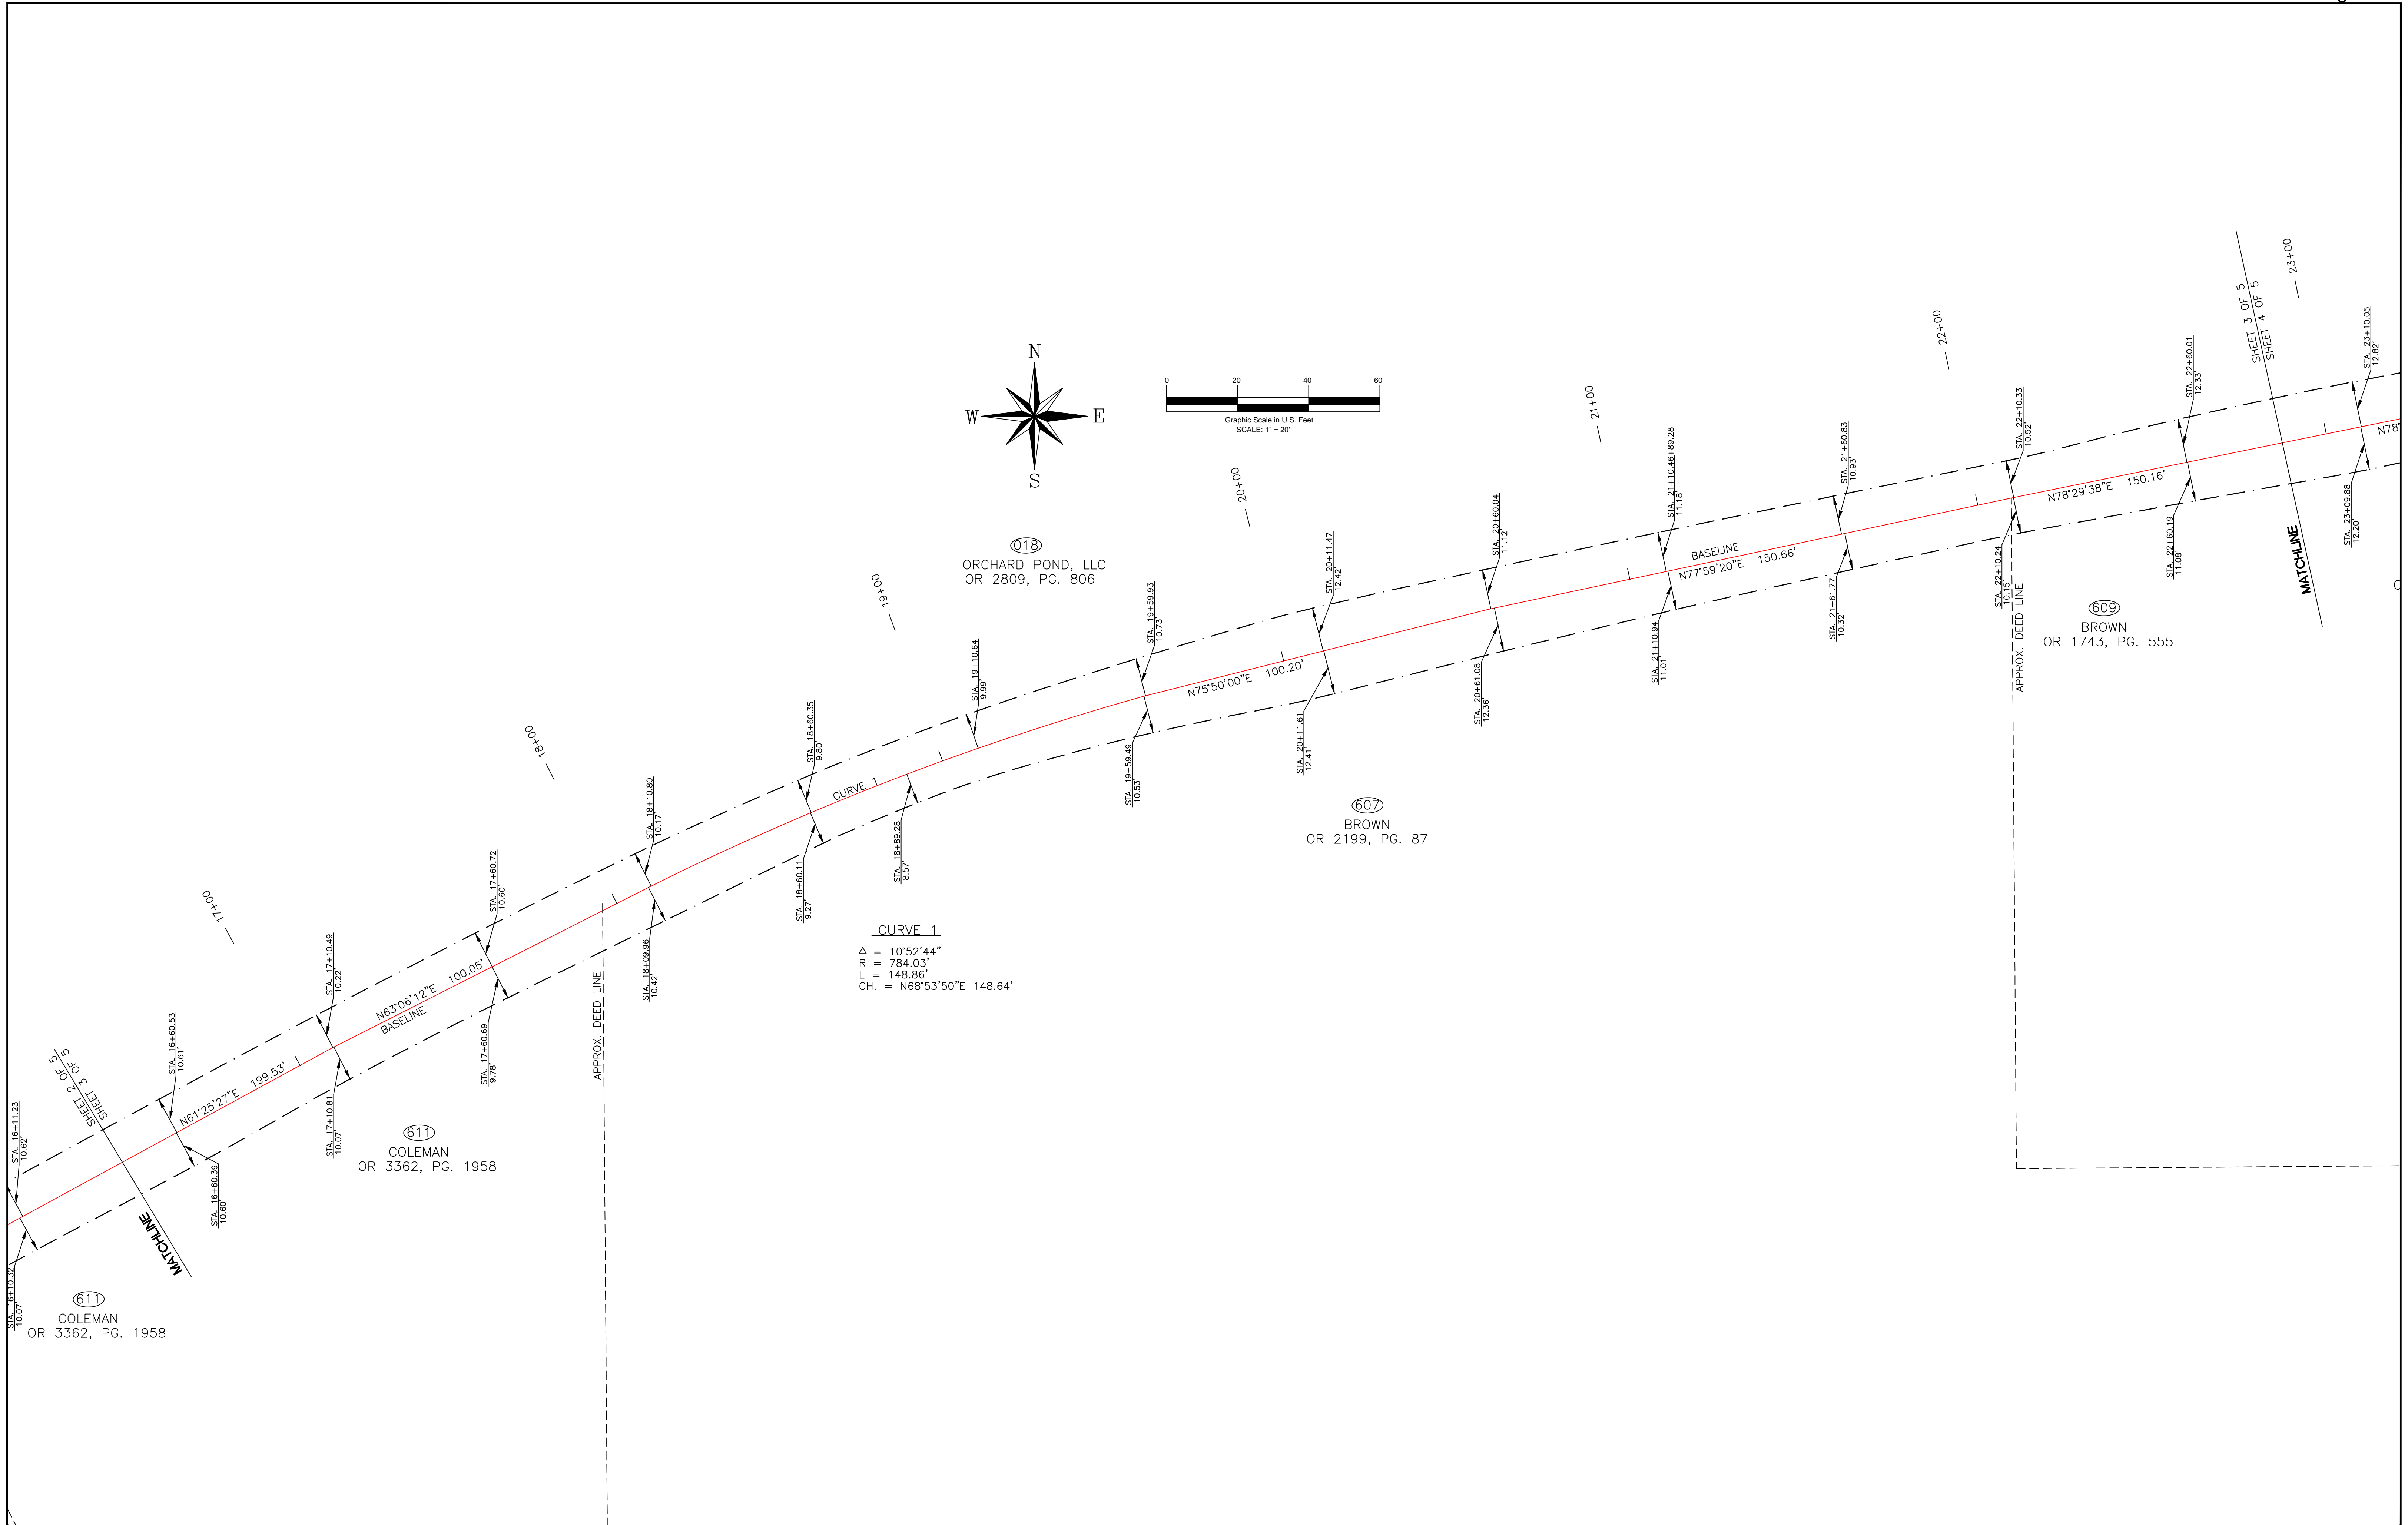 N
W
E
S
0 20 40 60
Graphic Scale in U.S. Feet
SCALE: 1" = 20'
018
ORCHARD POND, LLC
OR 2809, PG. 806
17+00
18+00
19+00
20+00
21+00
22+00
23+00
SHEET 2 OF 5
SHEET 3 OF 5
MATCHLINE
SHEET 3 OF 5
SHEET 4 OF 5
MATCHLINE
STA. 16+11.23
10.62'
STA. 16+60.53
10.61'
STA. 17+10.49
10.22'
STA. 17+60.72
10.60'
STA. 18+10.80
10.17'
STA. 18+60.35
9.80'
STA. 19+10.64
9.99'
STA. 19+59.93
10.73'
STA. 20+11.47
12.42'
STA. 20+60.04
11.12'
STA. 21+10.46+89.28
11.18'
STA. 21+60.83
10.93'
STA. 22+10.33
10.52'
STA. 22+60.01
12.33'
STA. 23+10.05
12.82'
N61°25'27"E 199.53'
N63°06'12"E 100.05'
BASELINE
CURVE 1
N75°50'00"E 100.20'
BASELINE
N77°59'20"E 150.66'
N78°29'38"E 150.16'
N78°
STA. 16+10.32
10.07'
STA. 16+60.39
10.60'
STA. 17+10.81
10.07'
STA. 17+60.69
9.78'
STA. 18+09.96
10.42'
STA. 18+60.11
9.27'
STA. 18+89.28
8.57'
STA. 19+59.49
10.53'
STA. 20+11.61
12.41'
STA. 20+61.08
12.36'
STA. 21+10.94
11.01'
STA. 21+61.77
10.32'
STA. 22+10.24
10.15'
STA. 22+60.19
11.08'
STA. 23+09.88
12.20'
APPROX. DEED LINE
APPROX. DEED LINE
609
BROWN
OR 1743, PG. 555
607
BROWN
OR 2199, PG. 87
CURVE 1
Δ = 10°52'44"
R = 784.03'
L = 148.86'
CH. = N68°53'50"E 148.64'
611
COLEMAN
OR 3362, PG. 1958
611
COLEMAN
OR 3362, PG. 1958